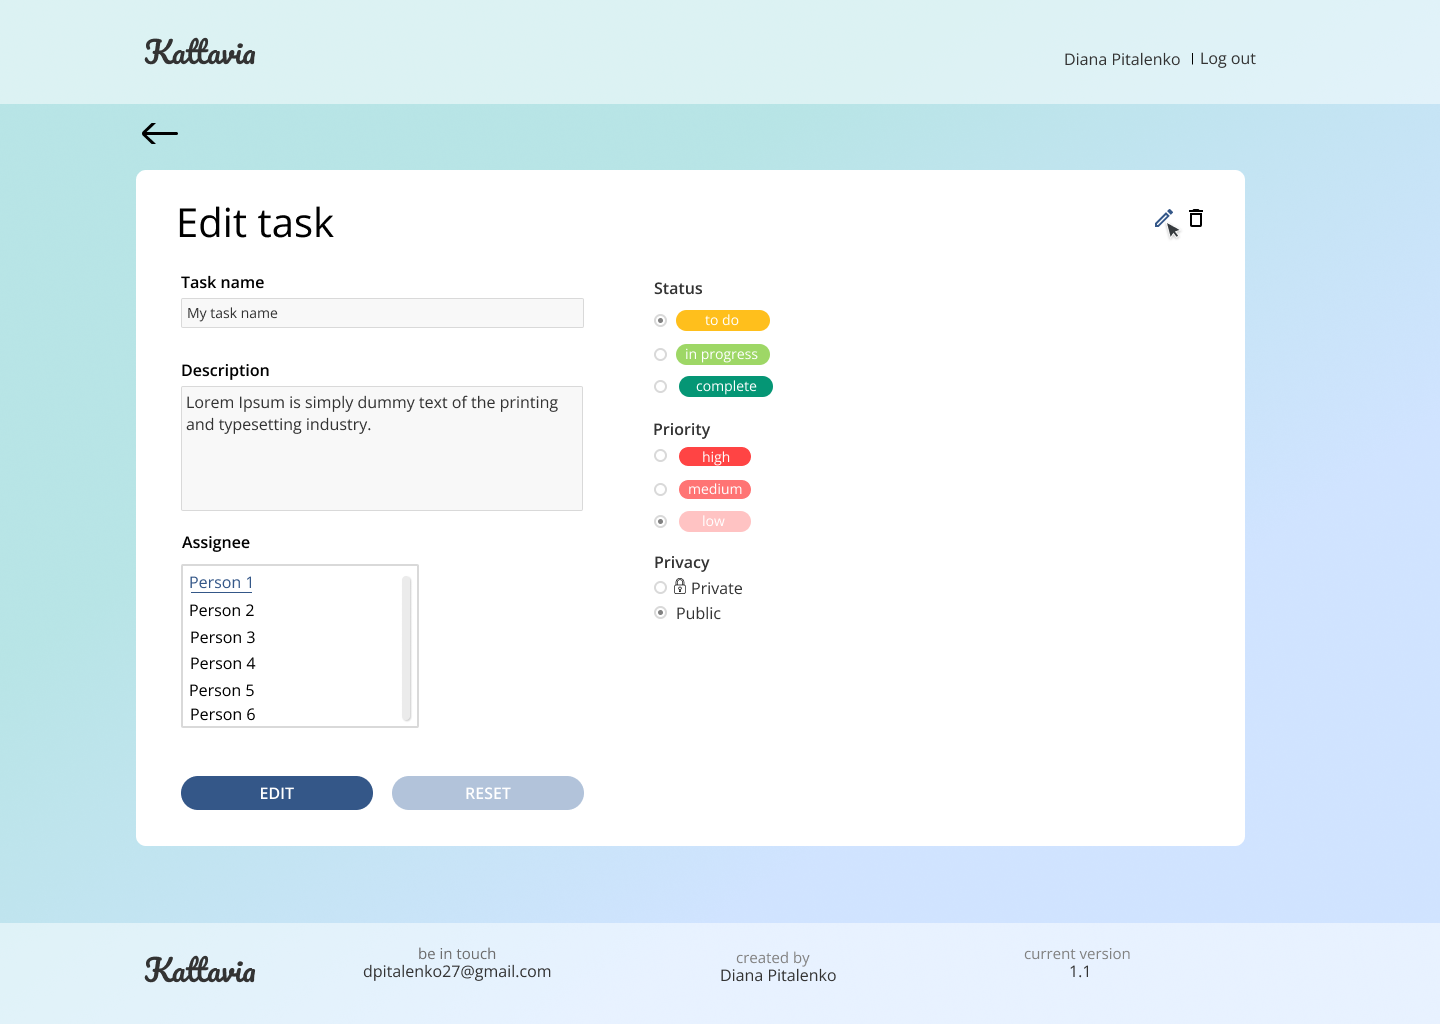 Kattavia
Diana Pitalenko | Log out
Edit task
Task name
My task name
Description
Lorem Ipsum is simply dummy text of the printing
and typesetting industry.
Assignee
Person 1
Person 2
Person 3
Person 4
Person 5
Person 6
EDIT
RESET
Status
to do
in progress
complete
Priority
high
medium
low
Privacy
Private
Public
Kattavia
be in touch
dpitalenko27@gmail.com
created by
Diana Pitalenko
current version
1.1